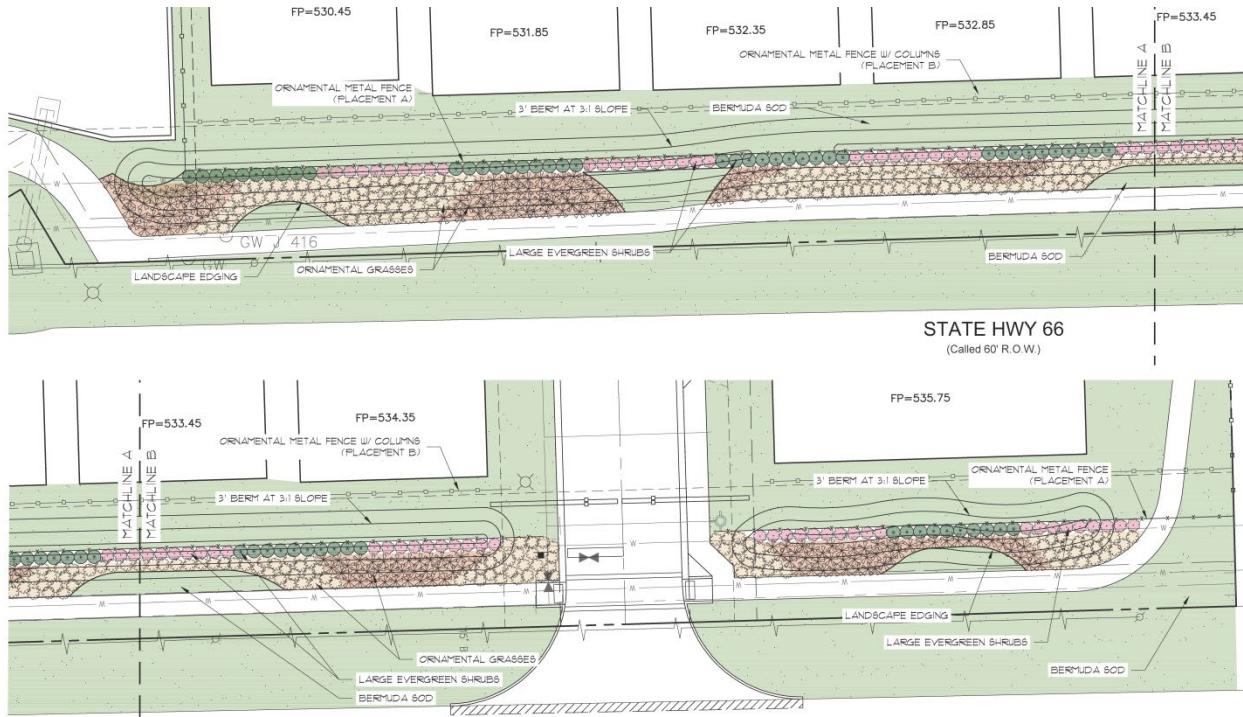 FP=530.45
FP=531.85
FP=532.35
FP=532.85
FP=533.45
ORNAMENTAL METAL FENCE W/ COLUMNS
(PLACEMENT B)
ORNAMENTAL METAL FENCE
(PLACEMENT A)
3' BERM AT 3:1 SLOPE
BERMUDA SOD
MATCHLINE A
MATCHLINE B
W
W
W
W
W
W
GW J 416
LANDSCAPE EDGING
ORNAMENTAL GRASSES
LARGE EVERGREEN SHRUBS
BERMUDA SOD
STATE HWY 66
(Called 60' R.O.W.)
FP=533.45
FP=534.35
FP=535.75
ORNAMENTAL METAL FENCE W/ COLUMNS
(PLACEMENT B)
MATCHLINE A
MATCHLINE B
3' BERM AT 3:1 SLOPE
3' BERM AT 3:1 SLOPE
ORNAMENTAL METAL FENCE
(PLACEMENT A)
W
W
W
W
W
W
W
W
W
LANDSCAPE EDGING
LARGE EVERGREEN SHRUBS
ORNAMENTAL GRASSES
LARGE EVERGREEN SHRUBS
BERMUDA SOD
BERMUDA SOD